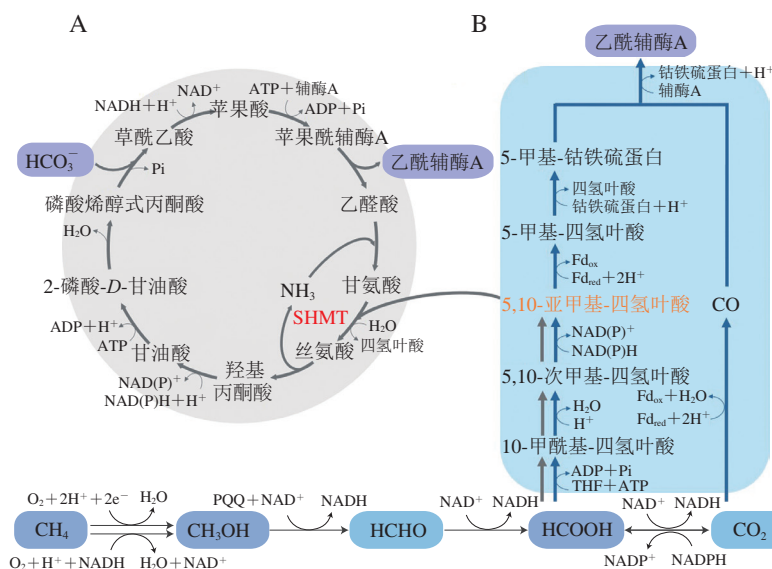 A
B
乙酰辅酶A
钴铁硫蛋白+H⁺
辅酶A
NAD⁺
NADH+H⁺
苹果酸
ATP+辅酶A
ADP+Pi
草酰乙酸
苹果酰辅酶A
HCO₃⁻
Pi
乙酰辅酶A
5-甲基-钴铁硫蛋白
磷酸烯醇式丙酮酸
乙醛酸
四氢叶酸
钴铁硫蛋白+H⁺
H₂O
5-甲基-四氢叶酸
2-磷酸-D-甘油酸
NH₃
甘氨酸
Fdox
Fdred+2H⁺
SHMT
5,10-亚甲基-四氢叶酸
CO
ADP+H⁺
ATP
H₂O
四氢叶酸
甘油酸
丝氨酸
NAD(P)⁺
NAD(P)H
羟基
丙酮酸
NAD(P)⁺
NAD(P)H+H⁺
5,10-次甲基-四氢叶酸
H₂O
H⁺
Fdox+H₂O
Fdred+2H⁺
10-甲酰基-四氢叶酸
ADP+Pi
THF+ATP
O₂+2H⁺+2e⁻
H₂O
PQQ+NAD⁺
NADH
NAD⁺
NADH
NAD⁺
NADH
CH₄
CH₃OH
HCHO
HCOOH
CO₂
O₂+H⁺+NADH
H₂O+NAD⁺
NADP⁺
NADPH